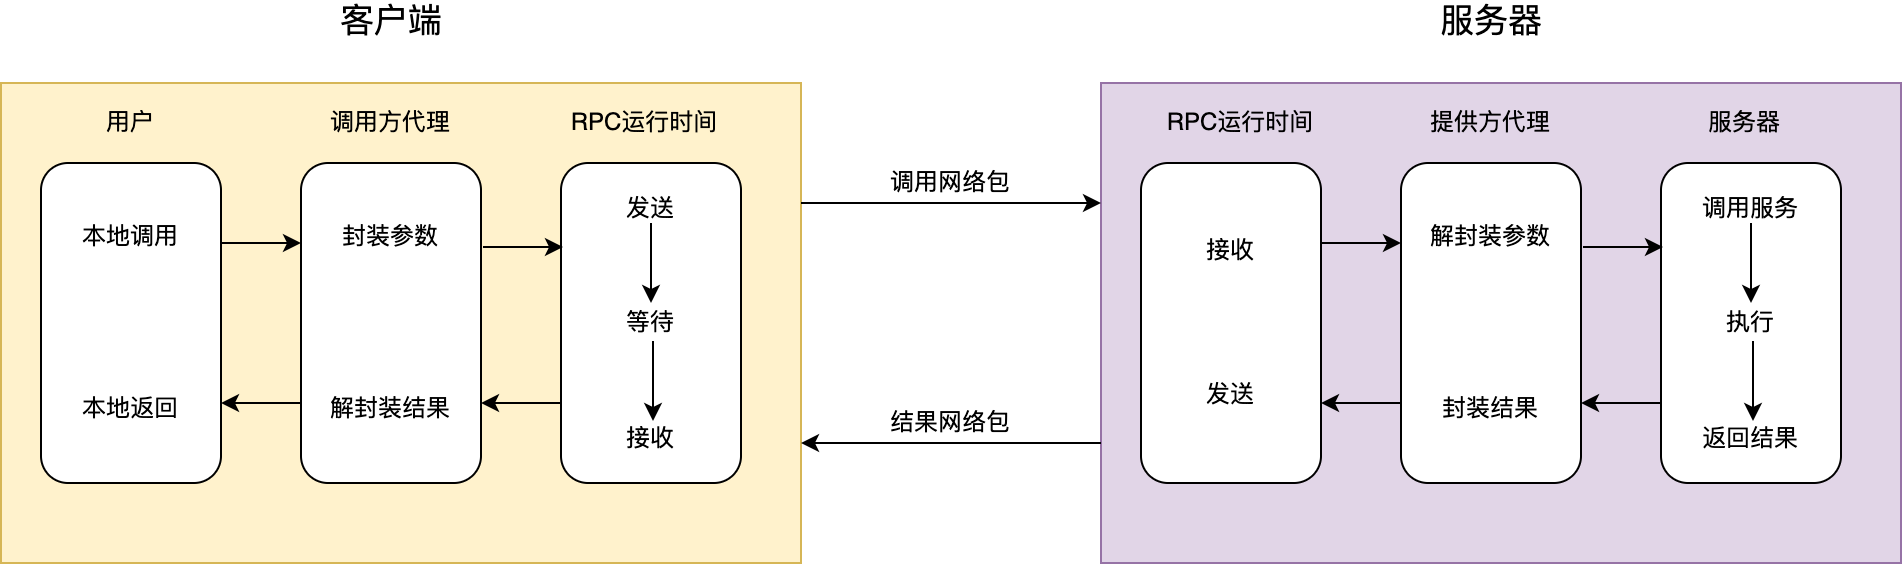 客户端
服务器
用户
调用方代理
RPC运行时间
RPC运行时间
提供方代理
服务器
本地调用
本地返回
封装参数
解封装结果
发送
等待
接收
调用网络包
结果网络包
接收
发送
解封装参数
封装结果
调用服务
执行
返回结果